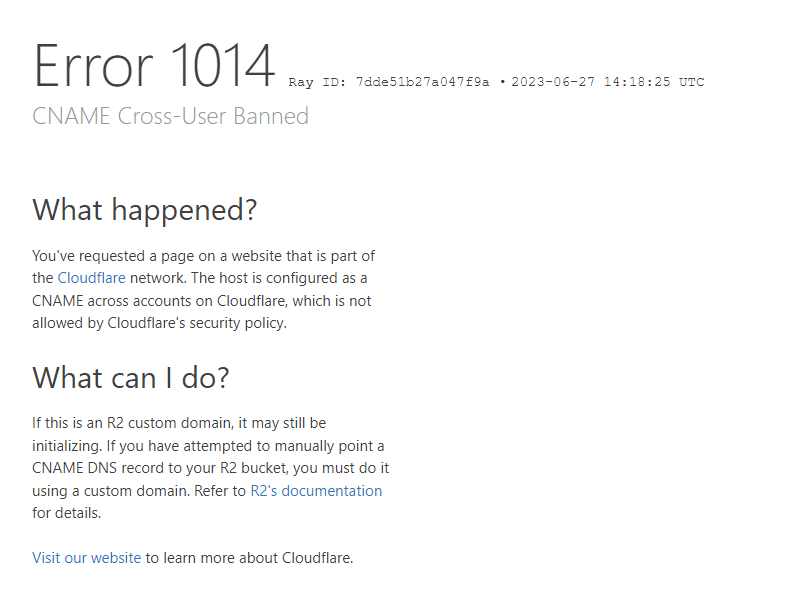 Error 1014 Ray ID: 7dde51b27a047f9a • 2023-06-27 14:18:25 UTC
CNAME Cross-User Banned
What happened?
You've requested a page on a website that is part of
the Cloudflare network. The host is configured as a
CNAME across accounts on Cloudflare, which is not
allowed by Cloudflare's security policy.
What can I do?
If this is an R2 custom domain, it may still be
initializing. If you have attempted to manually point a
CNAME DNS record to your R2 bucket, you must do it
using a custom domain. Refer to R2's documentation
for details.
Visit our website to learn more about Cloudflare.